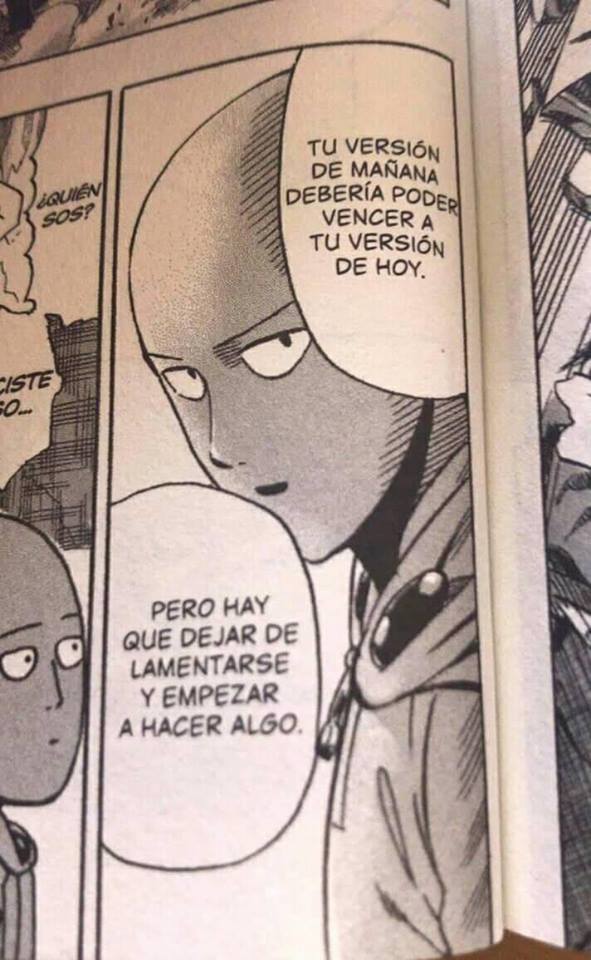 ¿QUIÉN
SOS?
TU VERSIÓN
DE MAÑANA
DEBERÍA PODER
VENCER A
TU VERSIÓN
DE HOY.
PERO HAY
QUE DEJAR DE
LAMENTARSE
Y EMPEZAR
A HACER ALGO.